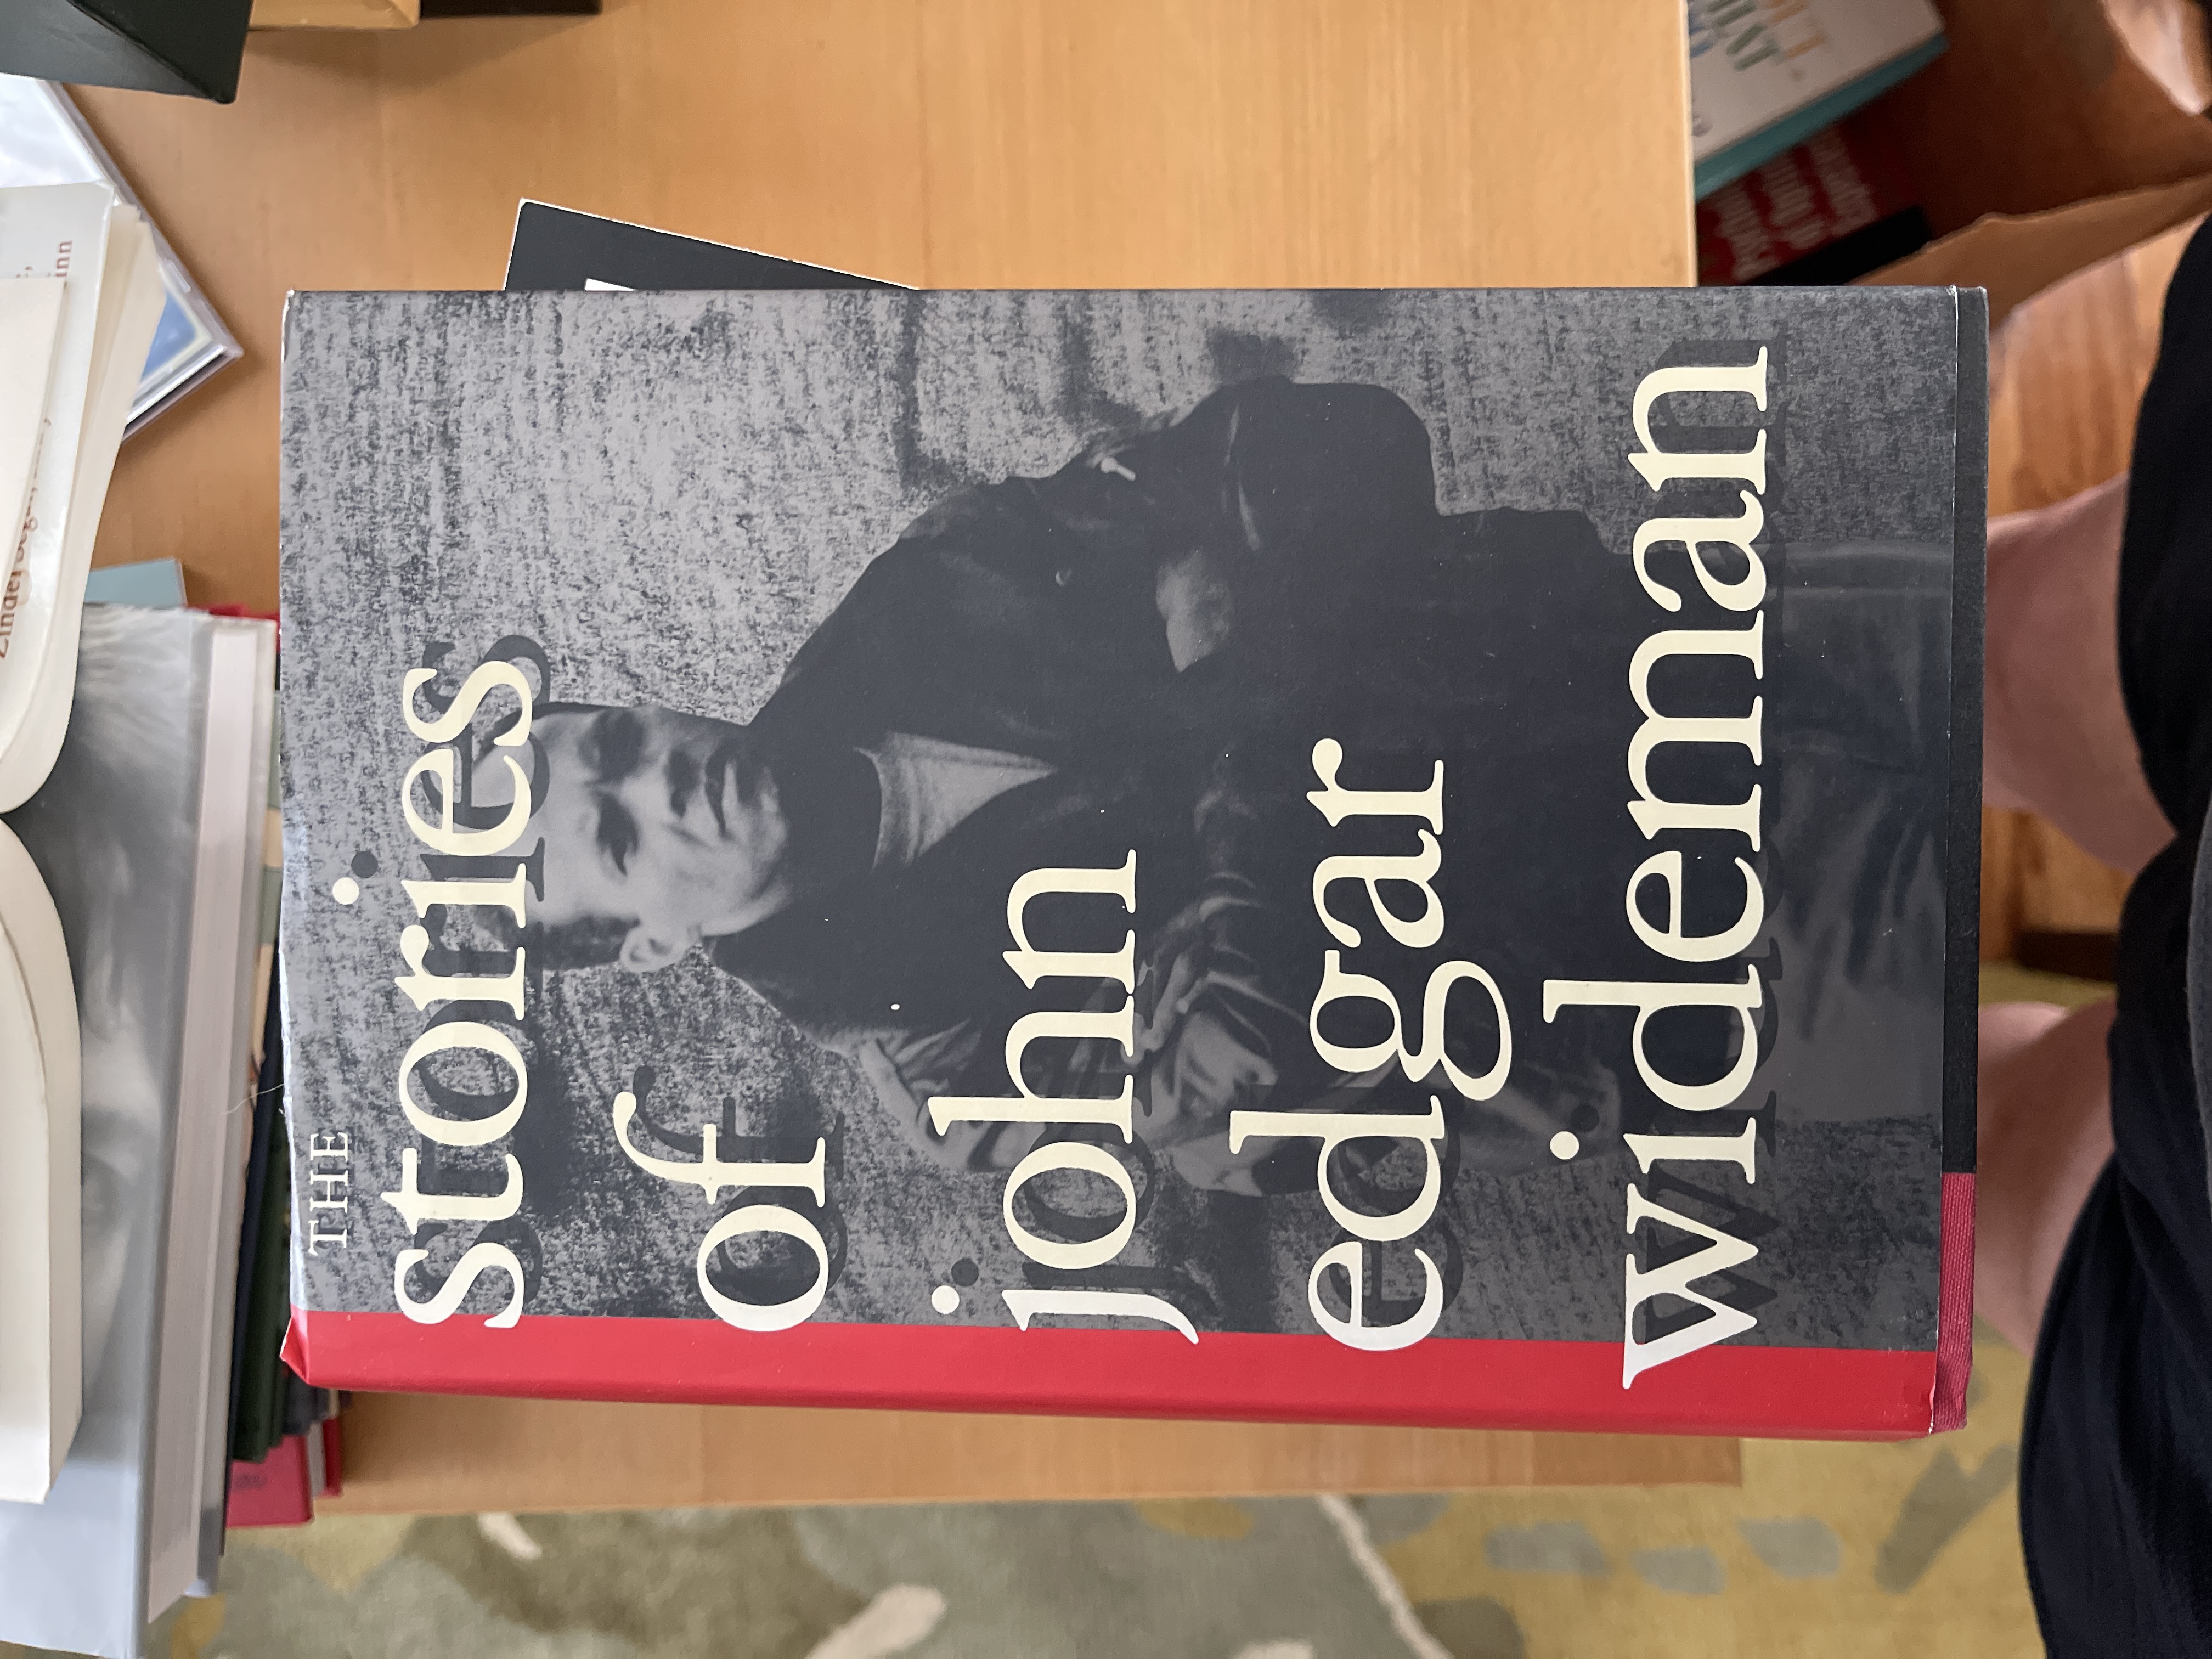 THE
stories
of
john
edgar
wideman